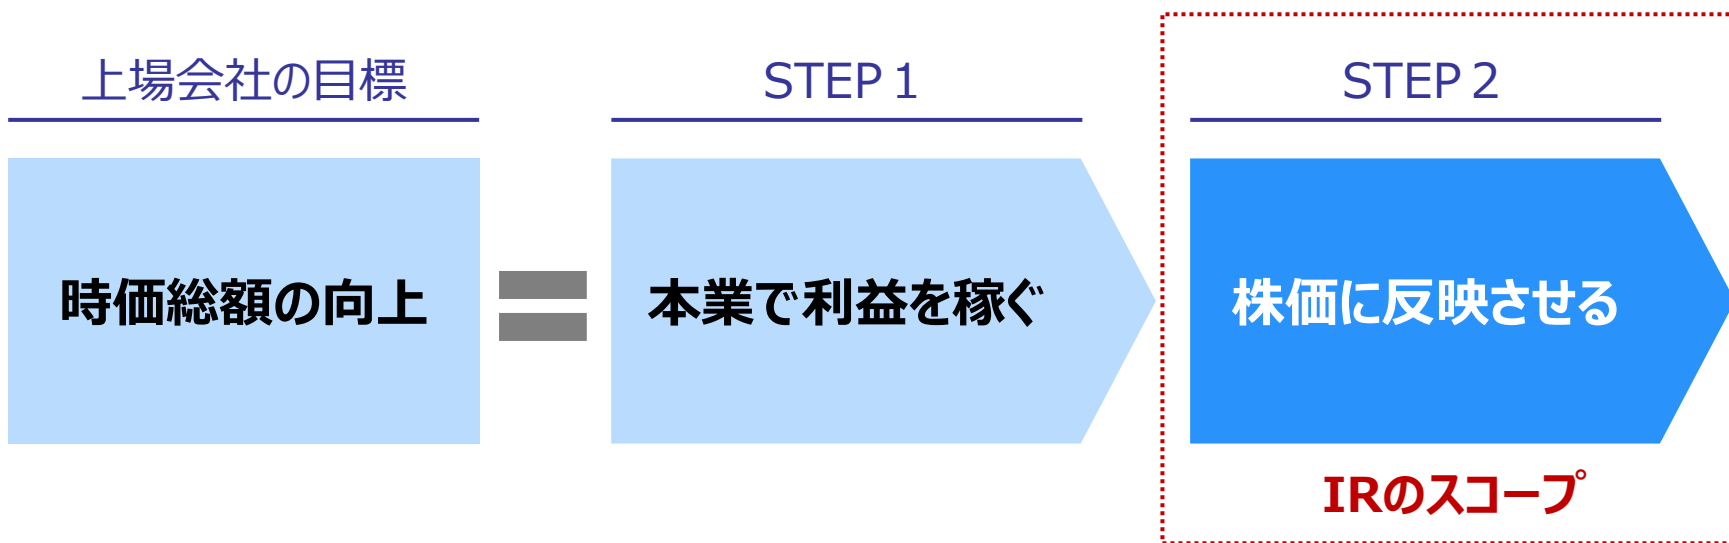 上場会社の目標
STEP 1
STEP 2
時価総額の向上
本業で利益を稼ぐ
株価に反映させる
IRのスコープ